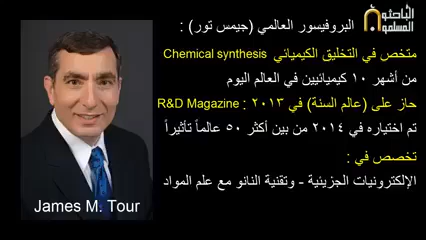 الباحثون
المسلمون
البروفيسور العالمي (جيمس تور) :
متخص في التخليق الكيميائي Chemical synthesis
من أشهر ١٠ كيميائيين في العالم اليوم
حاز على (عالم السنة) في ٢٠١٣ : R&D Magazine
تم اختياره في ٢٠١٤ من بين أكثر ٥٠ عالماً تأثيراً
تخصص في :
الإلكترونيات الجزيئية - وتقنية النانو مع علم المواد
James M. Tour